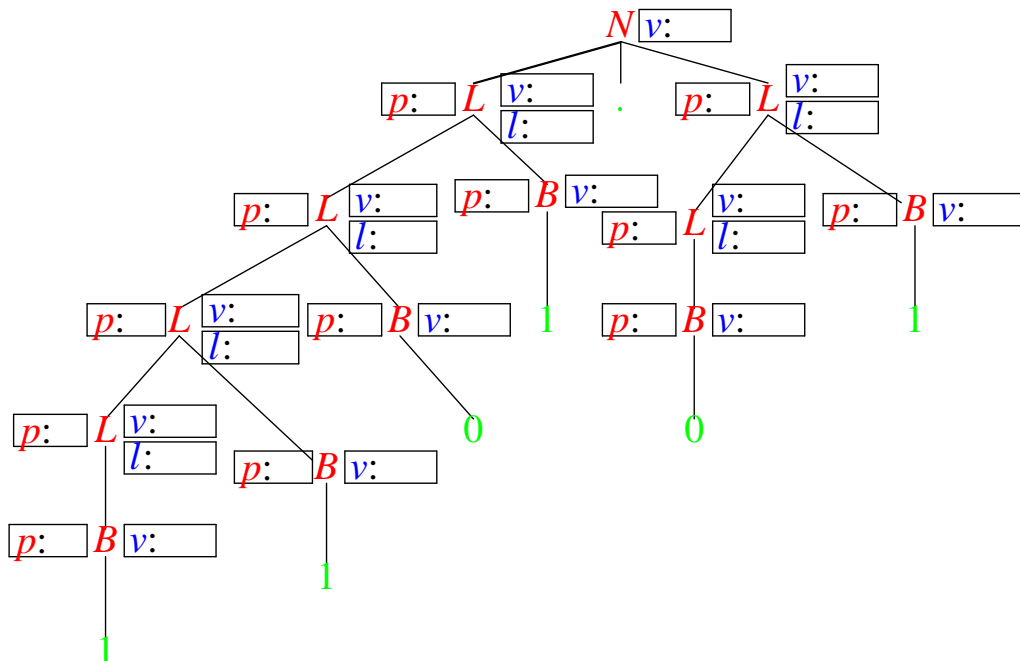 N v:
p: L v: l: . p: L v: l:
p: L v: l: p: B v: p: L v: l: p: B v:
p: L v: l: p: B v: 1 p: B v: 1
p: L v: l: p: B v: 0 0
p: B v: 1
1